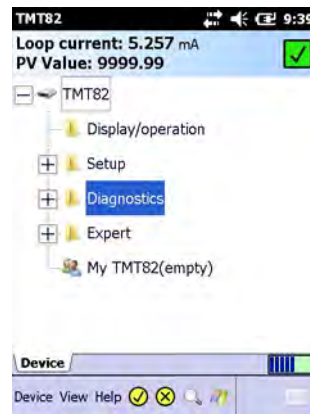 TMT82 9:39
Loop current: 5.257 mA
PV Value: 9999.99
TMT82
Display/operation
Setup
Diagnostics
Expert
My TMT82(empty)
Device
Device View Help